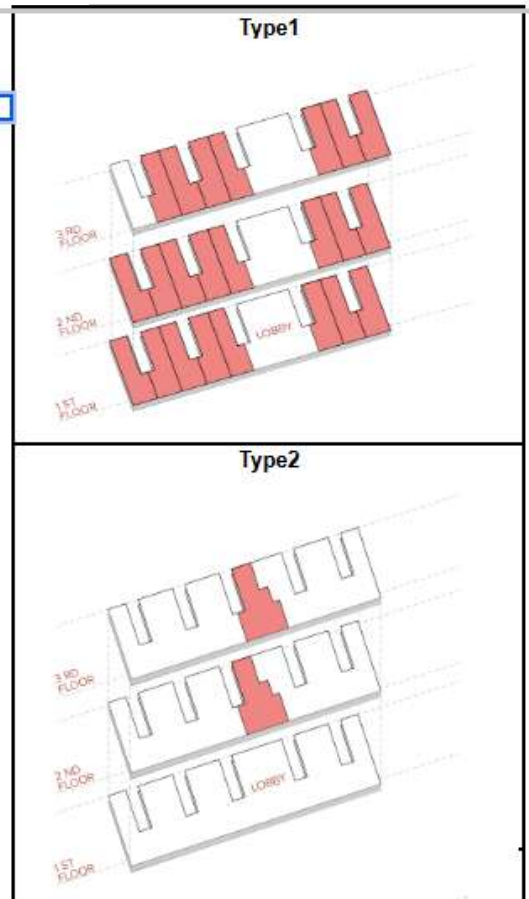 Type1
3 RD
FLOOR
2 ND
FLOOR
LOBBY
1 ST
FLOOR
Type2
3 RD
FLOOR
2 ND
FLOOR
LOBBY
1 ST
FLOOR